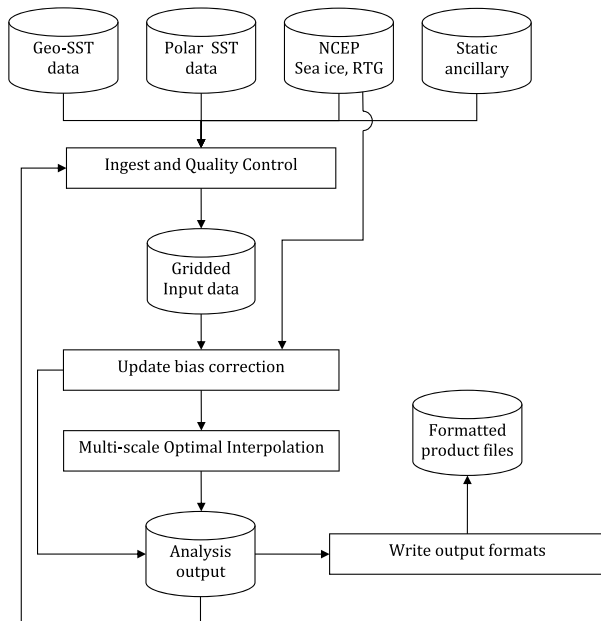 Geo-SST
data
Polar SST
data
NCEP
Sea ice, RTG
Static
ancillary
Ingest and Quality Control
Gridded
Input data
Update bias correction
Multi-scale Optimal Interpolation
Formatted
product files
Analysis
output
Write output formats